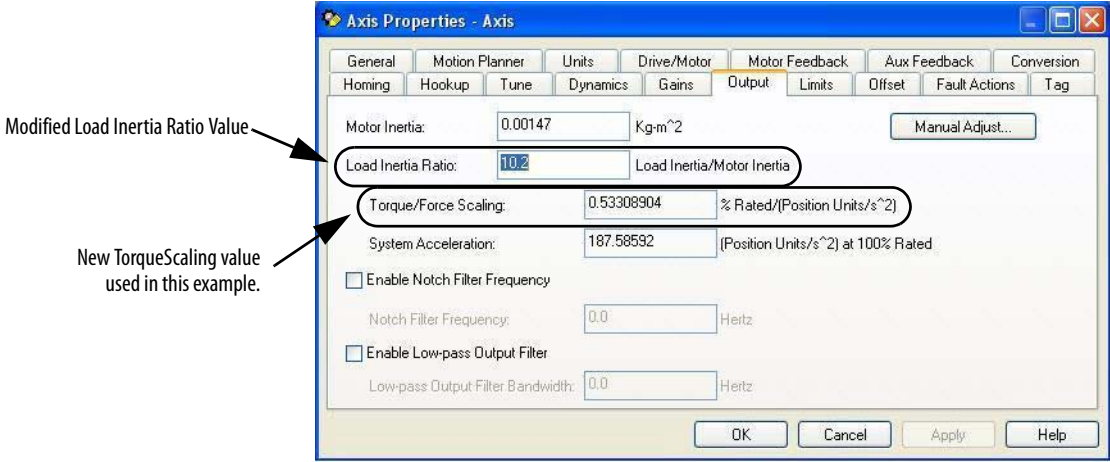 Axis Properties - Axis
General Motion Planner Units Drive/Motor Motor Feedback Aux Feedback Conversion
Homing Hookup Tune Dynamics Gains Output Limits Offset Fault Actions Tag
Modified Load Inertia Ratio Value
Motor Inertia: 0.00147 Kg-m^2 Manual Adjust...
Load Inertia Ratio: 10.2 Load Inertia/Motor Inertia
Torque/Force Scaling: 0.53308904 % Rated/(Position Units/s^2)
New TorqueScaling value
used in this example.
System Acceleration: 187.58592 (Position Units/s^2) at 100% Rated
Enable Notch Filter Frequency
Notch Filter Frequency: 0.0 Hertz
Enable Low-pass Output Filter
Low-pass Output Filter Bandwidth: 0.0 Hertz
OK Cancel Apply Help